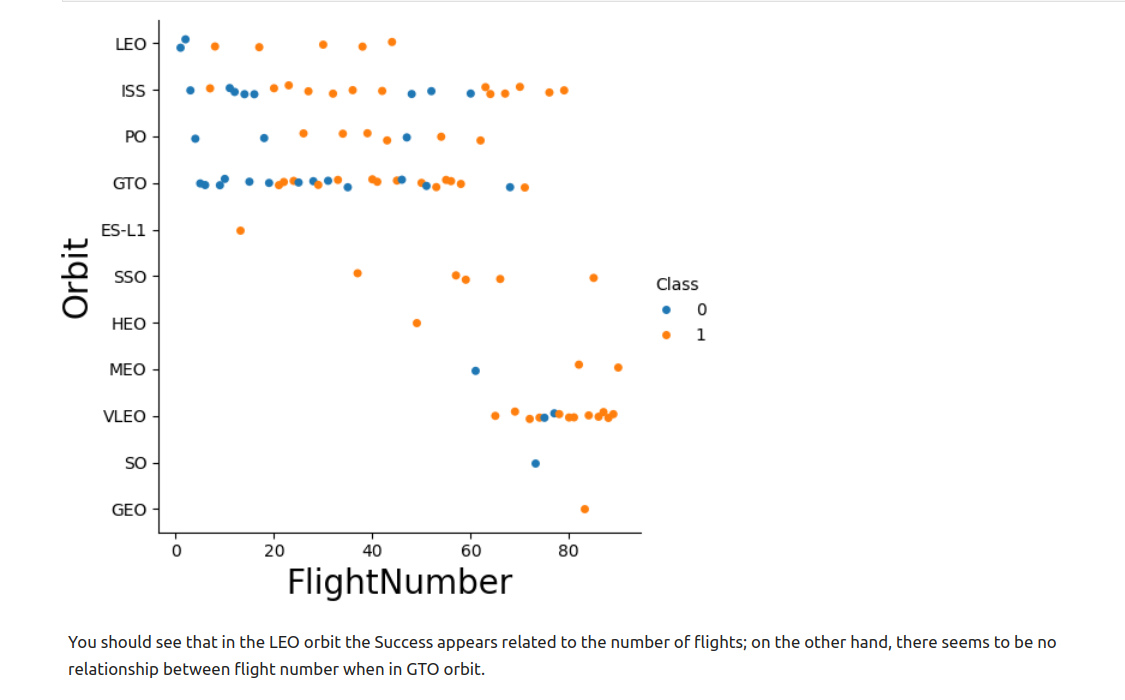 LEO
ISS
PO
GTO
ES-L1
SSO
HEO
MEO
VLEO
SO
GEO
Orbit
0 20 40 60 80
FlightNumber
Class
0
1
You should see that in the LEO orbit the Success appears related to the number of flights; on the other hand, there seems to be no
relationship between flight number when in GTO orbit.